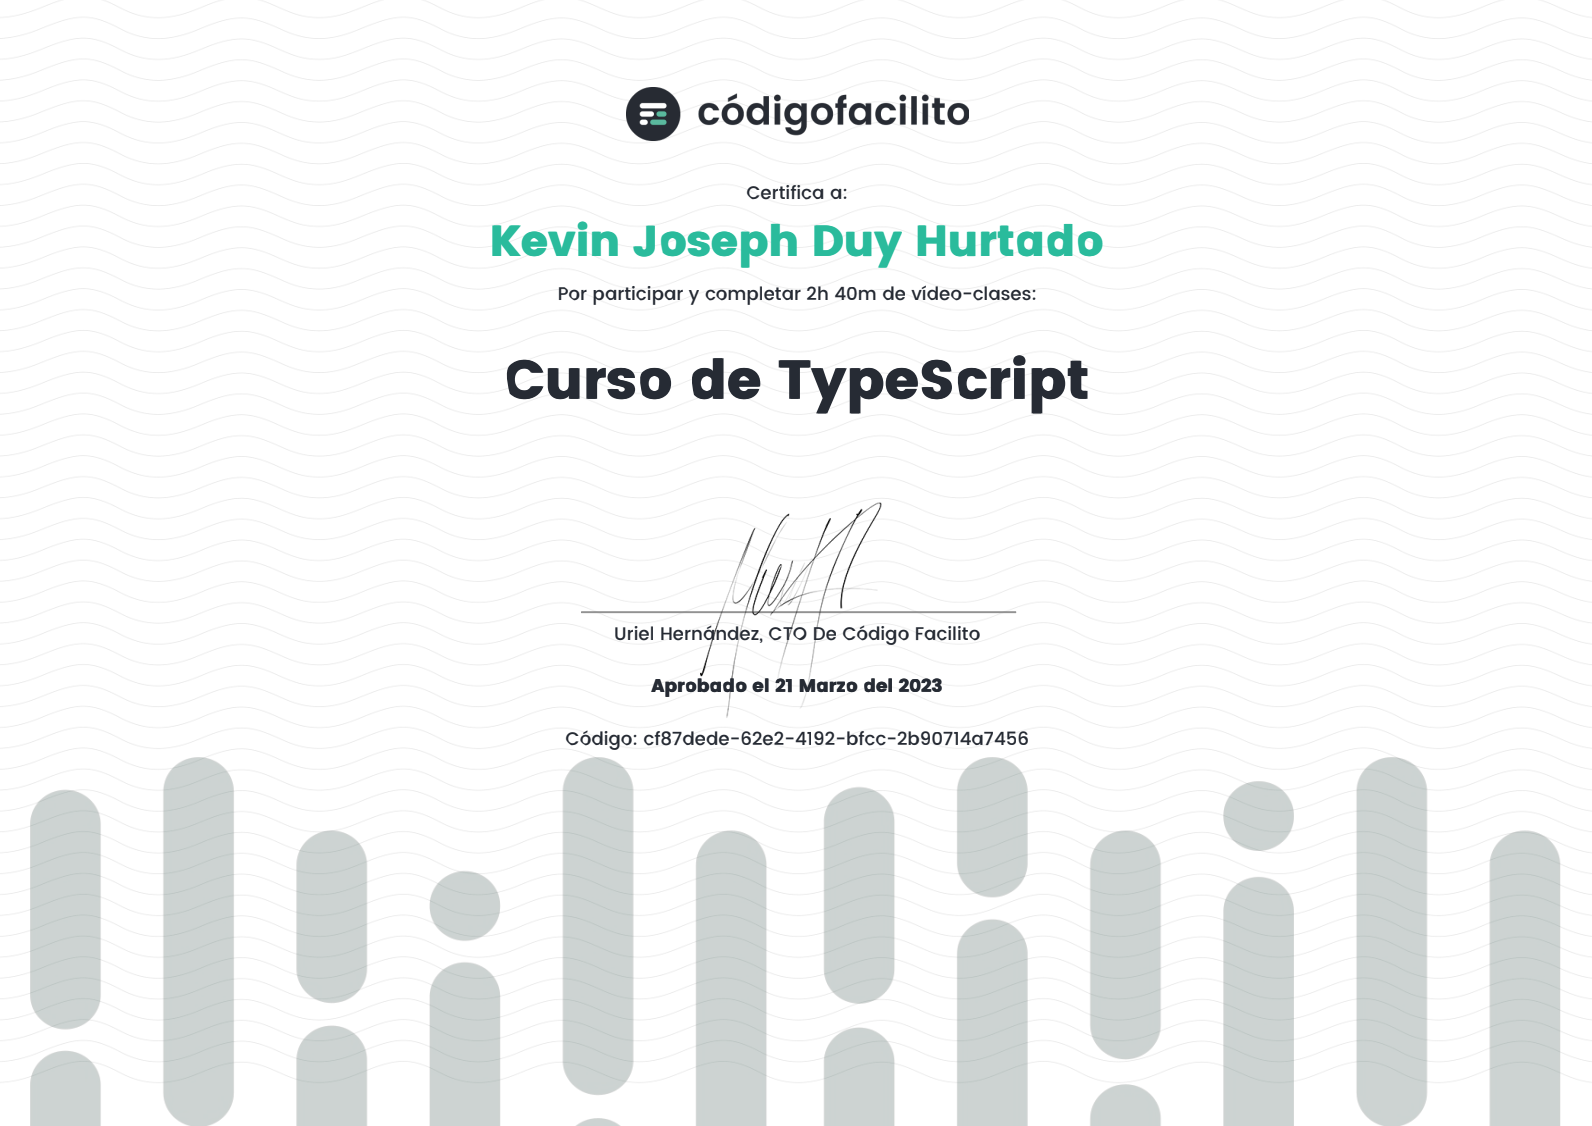 códigofacilito
Certifica a:
Kevin Joseph Duy Hurtado
Por participar y completar 2h 40m de vídeo-clases:
Curso de TypeScript
Uriel Hernández, CTO De Código Facilito
Aprobado el 21 Marzo del 2023
Código: cf87dede-62e2-4192-bfcc-2b90714a7456